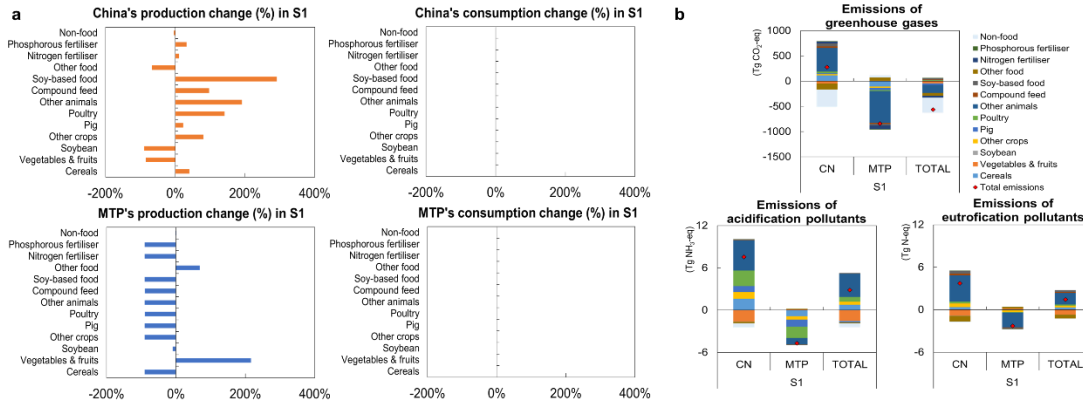 a
China's production change (%) in S1
Non-food
Phosphorous fertiliser
Nitrogen fertiliser
Other food
Soy-based food
Compound feed
Other animals
Poultry
Pig
Other crops
Soybean
Vegetables & fruits
Cereals
-200% 0% 200% 400%
China's consumption change (%) in S1
Non-food
Phosphorous fertiliser
Nitrogen fertiliser
Other food
Soy-based food
Compound feed
Other animals
Poultry
Pig
Other crops
Soybean
Vegetables & fruits
Cereals
-200% 0% 200% 400%
MTP's production change (%) in S1
Non-food
Phosphorous fertiliser
Nitrogen fertiliser
Other food
Soy-based food
Compound feed
Other animals
Poultry
Pig
Other crops
Soybean
Vegetables & fruits
Cereals
-200% 0% 200% 400%
MTP's consumption change (%) in S1
Non-food
Phosphorous fertiliser
Nitrogen fertiliser
Other food
Soy-based food
Compound feed
Other animals
Poultry
Pig
Other crops
Soybean
Vegetables & fruits
Cereals
-200% 0% 200% 400%
b
Emissions of
greenhouse gases
(Tg CO₂-eq)
1000
500
0
-500
-1000
-1500
CN MTP TOTAL
S1
Non-food
Phosphorous fertiliser
Nitrogen fertiliser
Other food
Soy-based food
Compound feed
Other animals
Poultry
Pig
Other crops
Soybean
Vegetables & fruits
Cereals
Total emissions
Emissions of
acidification pollutants
(Tg NH₃-eq)
12
6
0
-6
CN MTP TOTAL
S1
Emissions of
eutrofication pollutants
(Tg N-eq)
12
6
0
-6
CN MTP TOTAL
S1